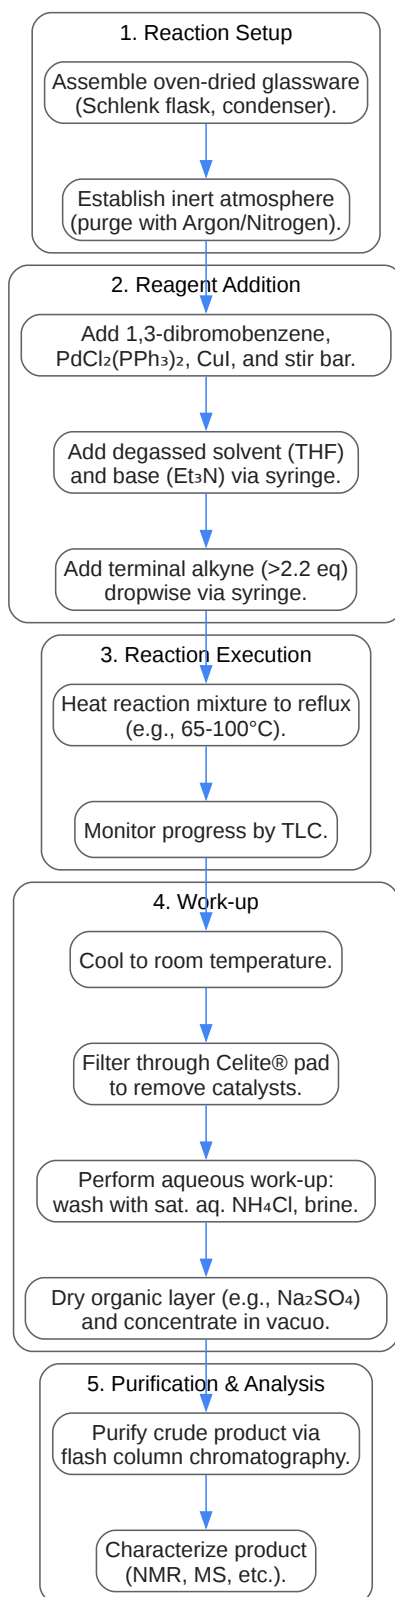 1. Reaction Setup
Assemble oven-dried glassware
(Schlenk flask, condenser).
Establish inert atmosphere
(purge with Argon/Nitrogen).
2. Reagent Addition
Add 1,3-dibromobenzene,
PdCl₂(PPh₃)₂, CuI, and stir bar.
Add degassed solvent (THF)
and base (Et₃N) via syringe.
Add terminal alkyne (>2.2 eq)
dropwise via syringe.
3. Reaction Execution
Heat reaction mixture to reflux
(e.g., 65-100°C).
Monitor progress by TLC.
4. Work-up
Cool to room temperature.
Filter through Celite® pad
to remove catalysts.
Perform aqueous work-up:
wash with sat. aq. NH₄Cl, brine.
Dry organic layer (e.g., Na₂SO₄)
and concentrate in vacuo.
5. Purification & Analysis
Purify crude product via
flash column chromatography.
Characterize product
(NMR, MS, etc.).